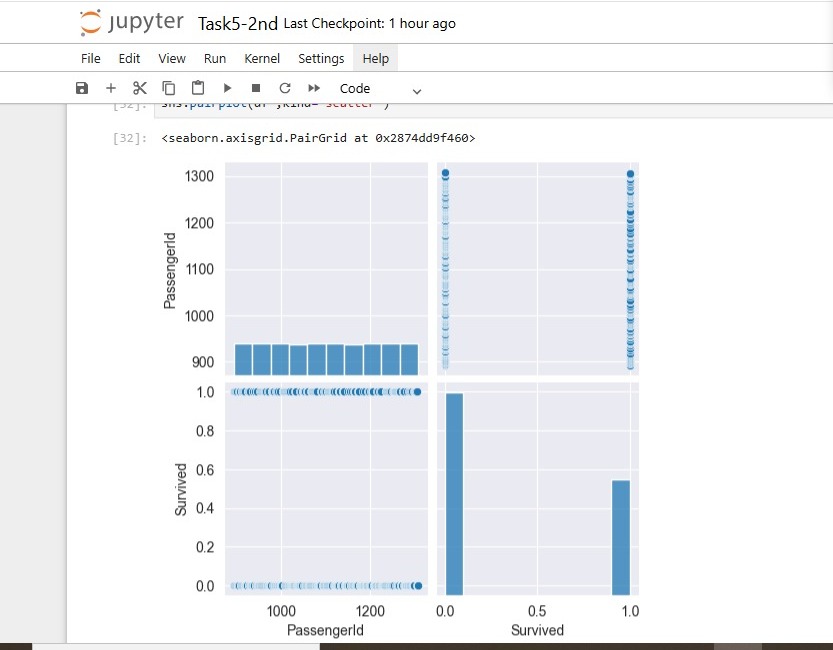 jupyter Task5-2nd Last Checkpoint: 1 hour ago
File Edit View Run Kernel Settings Help
Code
[32]: sns.pairplot(df ,kind='scatter')
[32]: <seaborn.axisgrid.PairGrid at 0x2874dd9f460>
1300
1200
1100
1000
900
PassengerId
1.0
0.8
0.6
0.4
0.2
0.0
Survived
1000 1200 0.0 0.5 1.0
PassengerId Survived